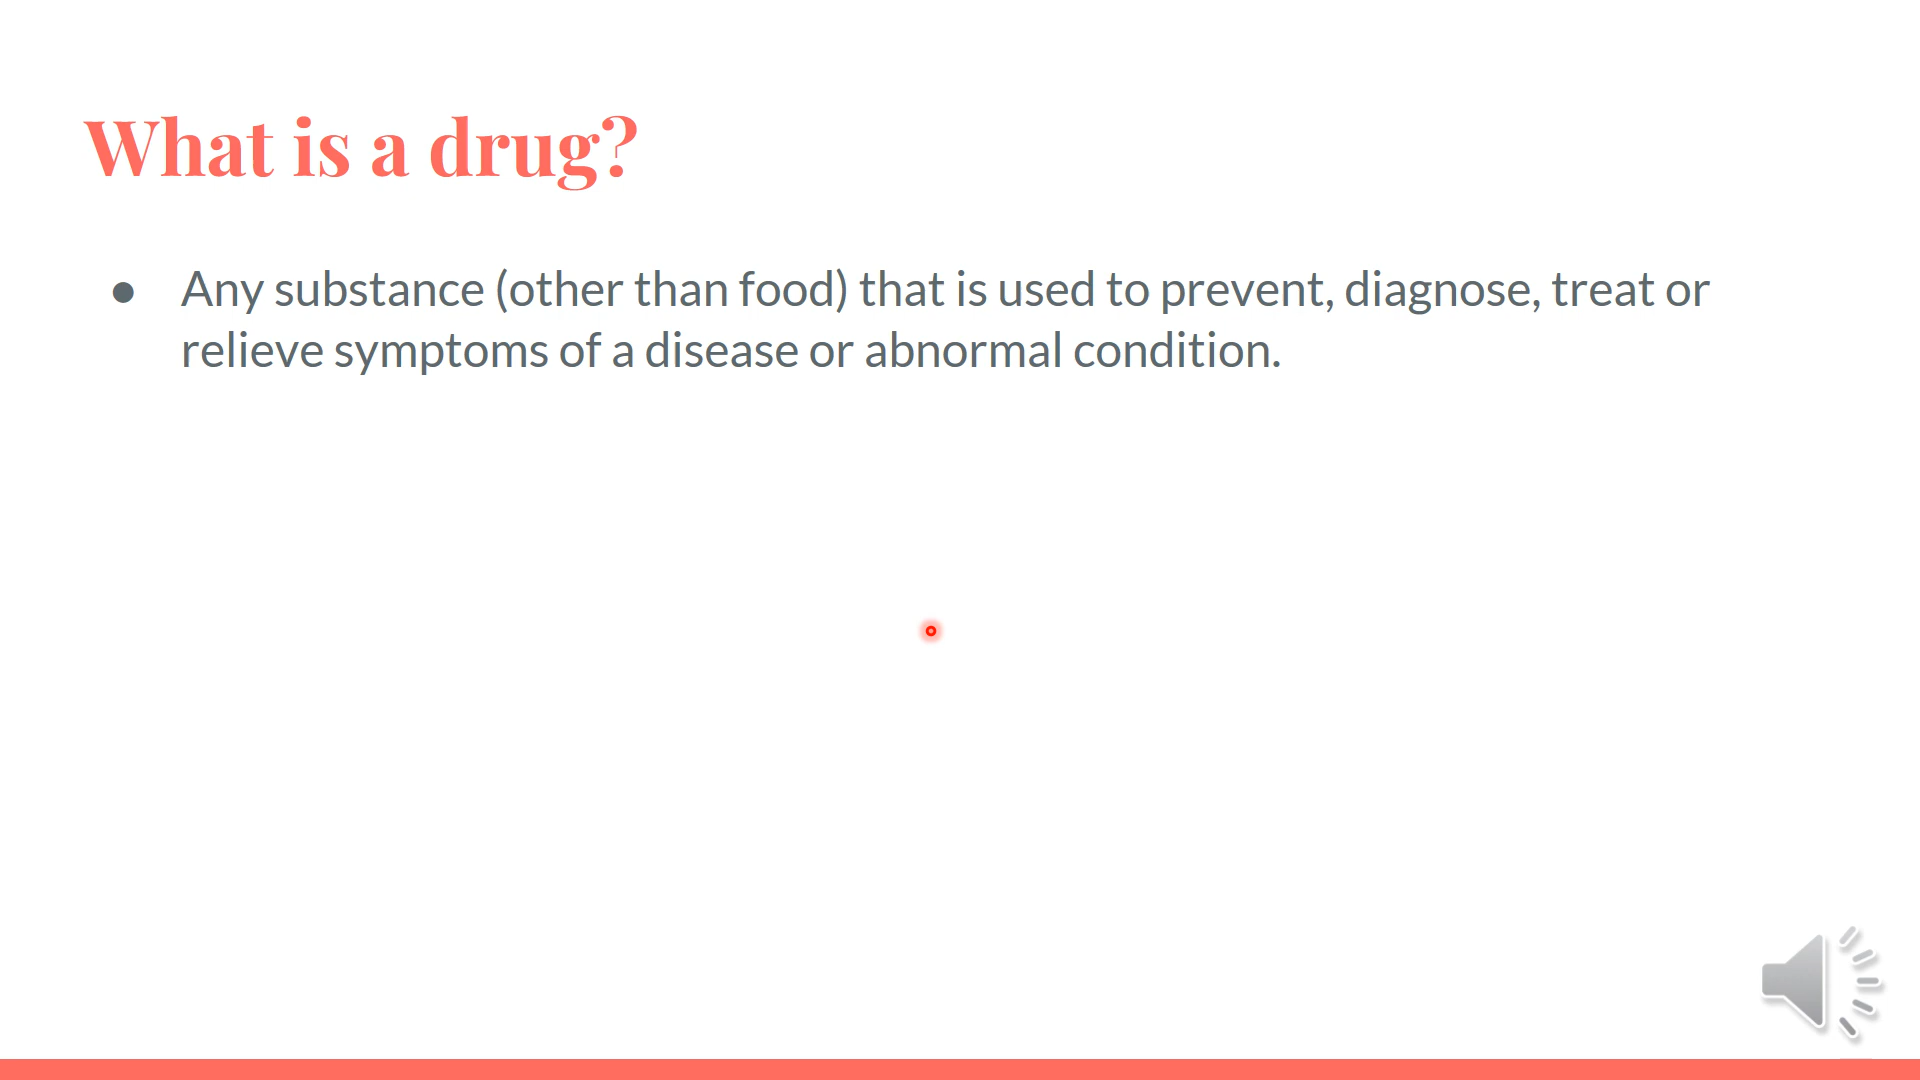 What is a drug?
● Any substance (other than food) that is used to prevent, diagnose, treat or
relieve symptoms of a disease or abnormal condition.